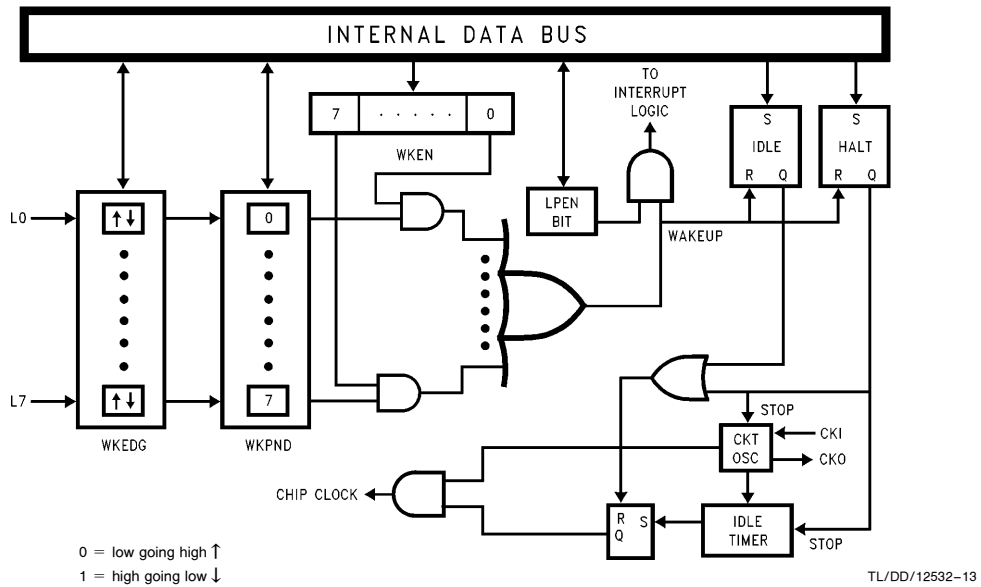 INTERNAL DATA BUS
TO
INTERRUPT
LOGIC
7 . . . . . 0
WKEN
S
IDLE
R Q
S
HALT
R Q
LPEN
BIT
WAKEUP
L0
↑↓
0
L7
↑↓
7
WKEDG
WKPND
STOP
CKT
OSC
CKI
CKO
CHIP CLOCK
R S
Q
IDLE
TIMER
STOP
0 = low going high ↑
1 = high going low ↓
TL/DD/12532–13